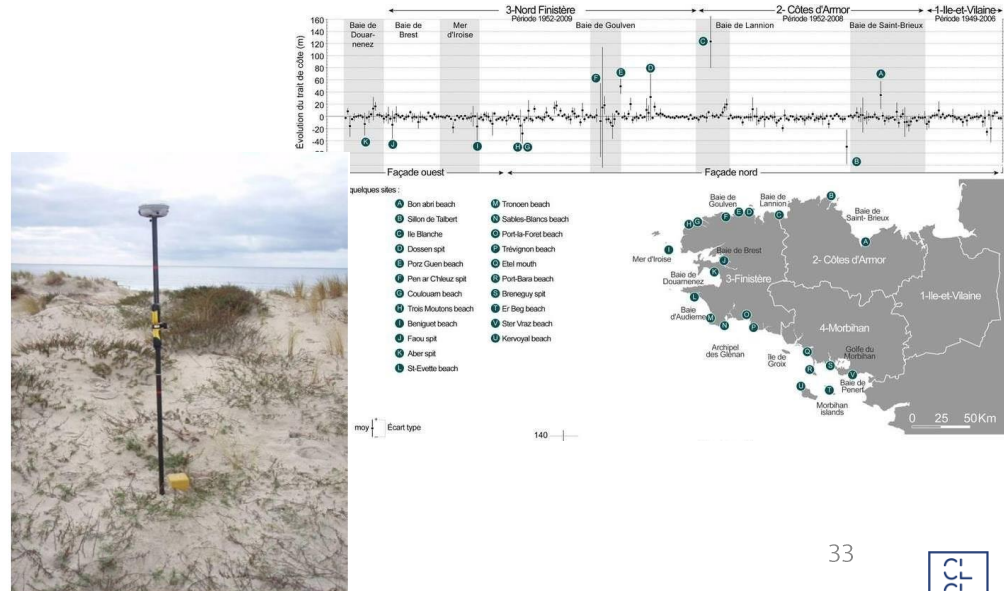 3-Nord Finistère
Période 1952-2009
2- Côtes d'Armor
Période 1952-2008
1-Ile-et-Vilaine
Période 1949-2006
Baie de Douar-nenez
Baie de Brest
Mer d'Iroise
Baie de Goulven
Baie de Lannion
Baie de Saint-Brieux
Évolution du trait de côte (m)
160
140
120
100
80
60
40
20
0
-20
-40
-60
K
J
I
H G
F
E
D
C
B
A
Façade ouest
Façade nord
quelques sites :
A Bon abri beach
B Sillon de Talbert
C Ile Blanche
D Dossen spit
E Porz Guen beach
F Pen ar C'hleuz spit
G Coulouam beach
H Trois Moutons beach
I Beniguet beach
J Faou spit
K Aber spit
L St-Evette beach
M Tronoen beach
N Sables-Blancs beach
O Port-la-Foret beach
P Trévignon beach
Q Etel mouth
R Port-Bara beach
S Breneguy spit
T Er Beg beach
V Ster Vraz beach
U Kervoyal beach
moy
Écart type
140
Baie de Goulven
Baie de Lannion
Baie de Saint- Brieux
H G F E D C B A
Mer d'Iroise
I
Baie de Brest
J
K
Baie de Douarnenez
L
3-Finistère
2- Côtes d'Armor
1-Ile-et-Vilaine
4-Morbihan
Baie d'Audierne
M N O P
Archipel des Glénan
Ile de Groix
Q R S T U V
Golfe du Morbihan
Baie de Penerf
Morbihan islands
0 25 50Km
33
CL
CL